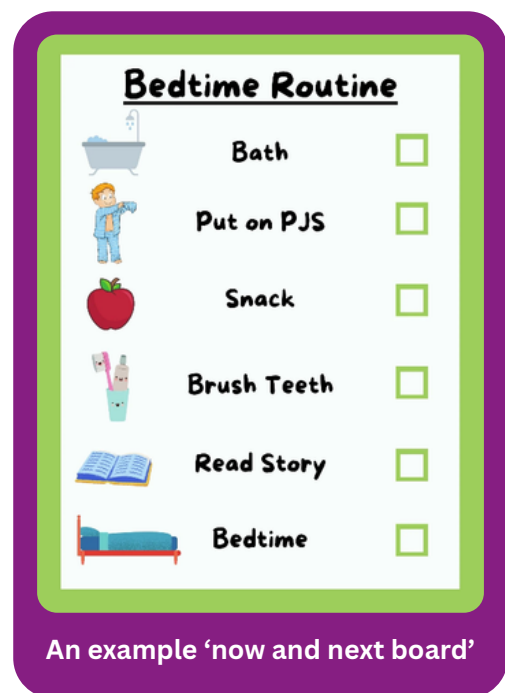 Bedtime Routine
Bath
Put on PJS
Snack
Brush Teeth
Read Story
Bedtime
An example ‘now and next board’